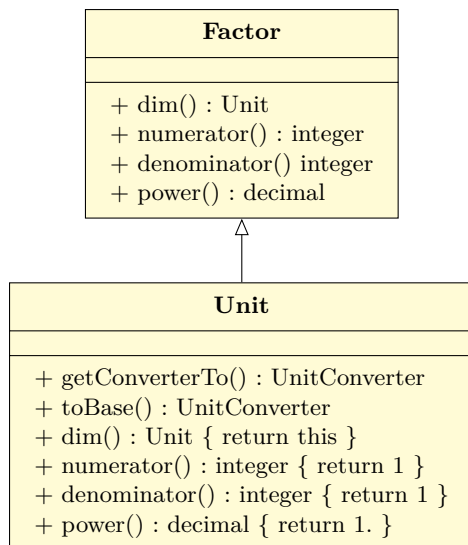 Factor
+ dim() : Unit
+ numerator() : integer
+ denominator() integer
+ power() : decimal
Unit
+ getConverterTo() : UnitConverter
+ toBase() : UnitConverter
+ dim() : Unit { return this }
+ numerator() : integer { return 1 }
+ denominator() : integer { return 1 }
+ power() : decimal { return 1. }